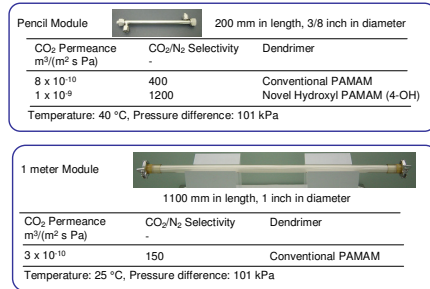 Pencil Module
200 mm in length, 3/8 inch in diameter
CO₂ Permeance CO₂/N₂ Selectivity Dendrimer
m³/(m² s Pa) -
8 x 10⁻¹⁰ 400 Conventional PAMAM
1 x 10⁻⁹ 1200 Novel Hydroxyl PAMAM (4-OH)
Temperature: 40 °C, Pressure difference: 101 kPa
1 meter Module
1100 mm in length, 1 inch in diameter
CO₂ Permeance CO₂/N₂ Selectivity Dendrimer
m³/(m² s Pa) -
3 x 10⁻¹⁰ 150 Conventional PAMAM
Temperature: 25 °C, Pressure difference: 101 kPa